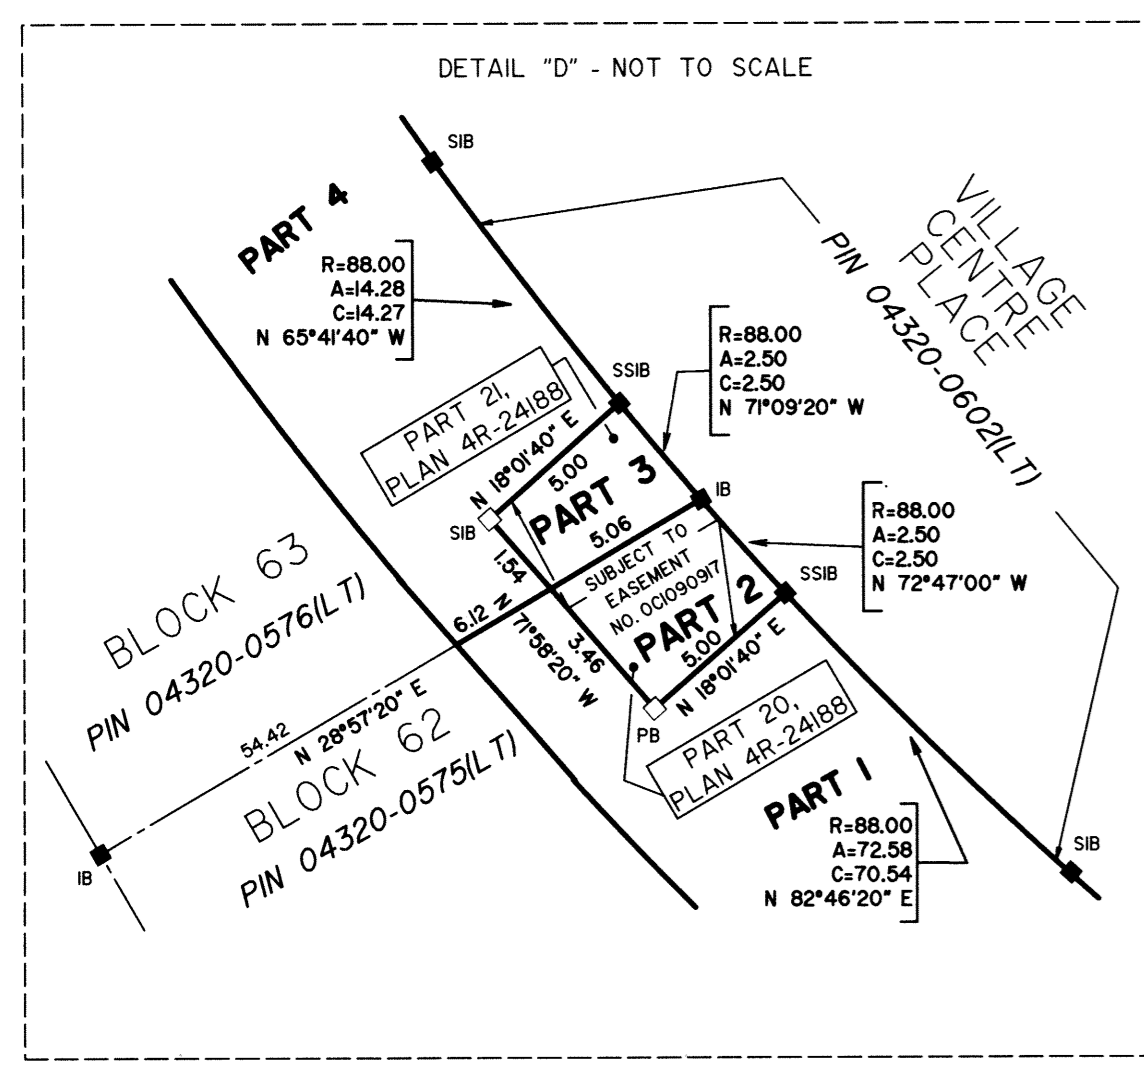 DETAIL "D" - NOT TO SCALE
SIB
PART 4
R=88.00
A=14.28
C=14.27
N 65°41'40" W
VILLAGE
CENTRE
PLACE
PIN 04320-0602(LT)
R=88.00
A=2.50
C=2.50
N 71°09'20" W
SSIB
PART 21,
PLAN 4R-24188
N 18°01'40" E
5.00
PART 3
IB
SIB
5.06
R=88.00
A=2.50
C=2.50
N 72°47'00" W
1.54
SUBJECT TO
EASEMENT
NO. OC1090917
SSIB
PART 2
BLOCK 63
PIN 04320-0576(LT)
6.12
N 71°58'20" W
3.46
5.00
N 18°01'40" E
PB
54.42
N 28°57'20" E
BLOCK 62
PIN 04320-0575(LT)
PART 20,
PLAN 4R-24188
PART 1
R=88.00
A=72.58
C=70.54
N 82°46'20" E
SIB
IB